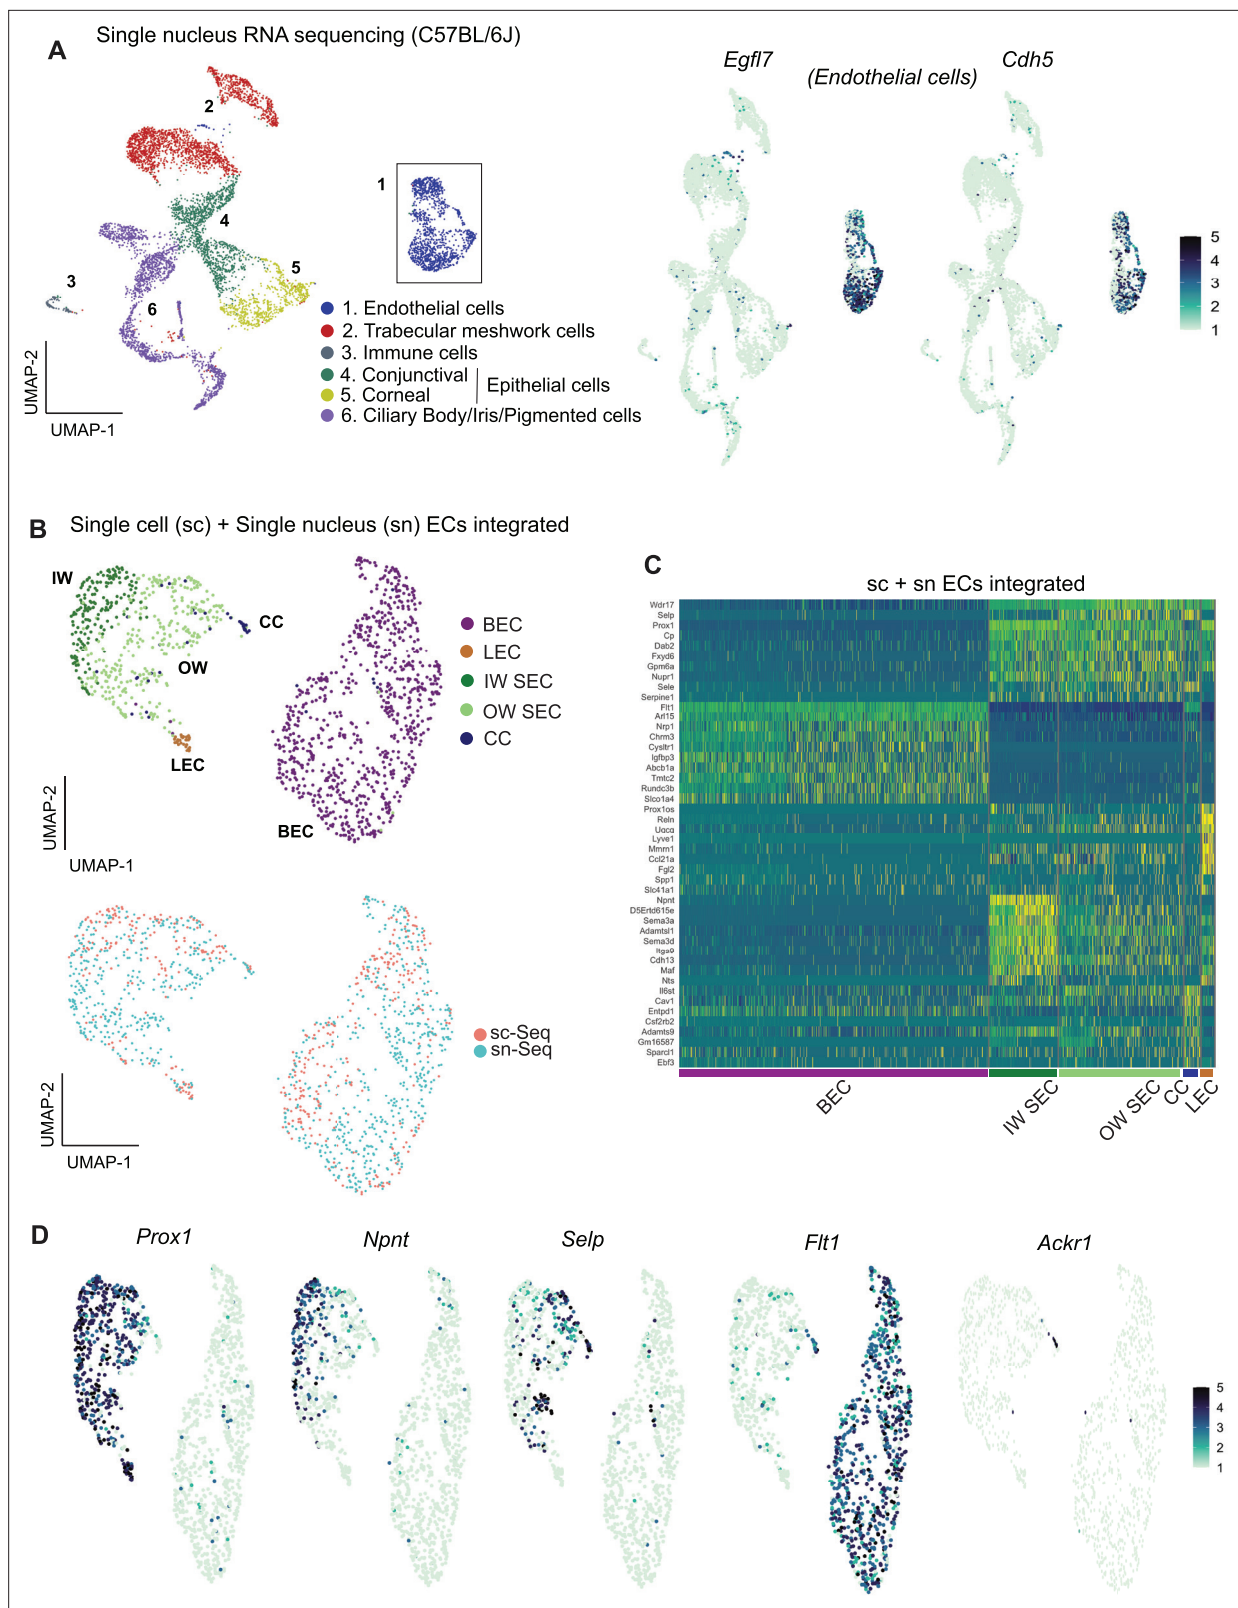 A
Single nucleus RNA sequencing (C57BL/6J)
Egfl7
(Endothelial cells)
Cdh5
2
1
4
3
5
6
1. Endothelial cells
2. Trabecular meshwork cells
3. Immune cells
4. Conjunctival
5. Corneal
Epithelial cells
6. Ciliary Body/Iris/Pigmented cells
UMAP-2
UMAP-1
5
4
3
2
1
B
Single cell (sc) + Single nucleus (sn) ECs integrated
IW
CC
OW
LEC
BEC
BEC
LEC
IW SEC
OW SEC
CC
UMAP-2
UMAP-1
sc-Seq
sn-Seq
UMAP-2
UMAP-1
C
sc + sn ECs integrated
Wdr17
Selp
Prox1
Cp
Dab2
Fxyd6
Gpm6a
Nupr1
Sele
Serpine1
Flt1
Arl15
Nrp1
Chrm3
Cysltr1
Igfbp3
Abcb1a
Tmtc2
Rundc3b
Slco1a4
Prox1os
Reln
Ugcg
Lyve1
Mmrn1
Ccl21a
Fgl2
Spp1
Slc41a1
Npnt
D5Ertd615e
Sema3a
Adamtsl1
Sema3d
Itga9
Cdh13
Maf
Nts
Il6st
Cav1
Entpd1
Csf2rb2
Adamts9
Gm16587
Sparcl1
Ebf3
BEC
IW SEC
OW SEC
CC
LEC
D
Prox1
Npnt
Selp
Flt1
Ackr1
5
4
3
2
1